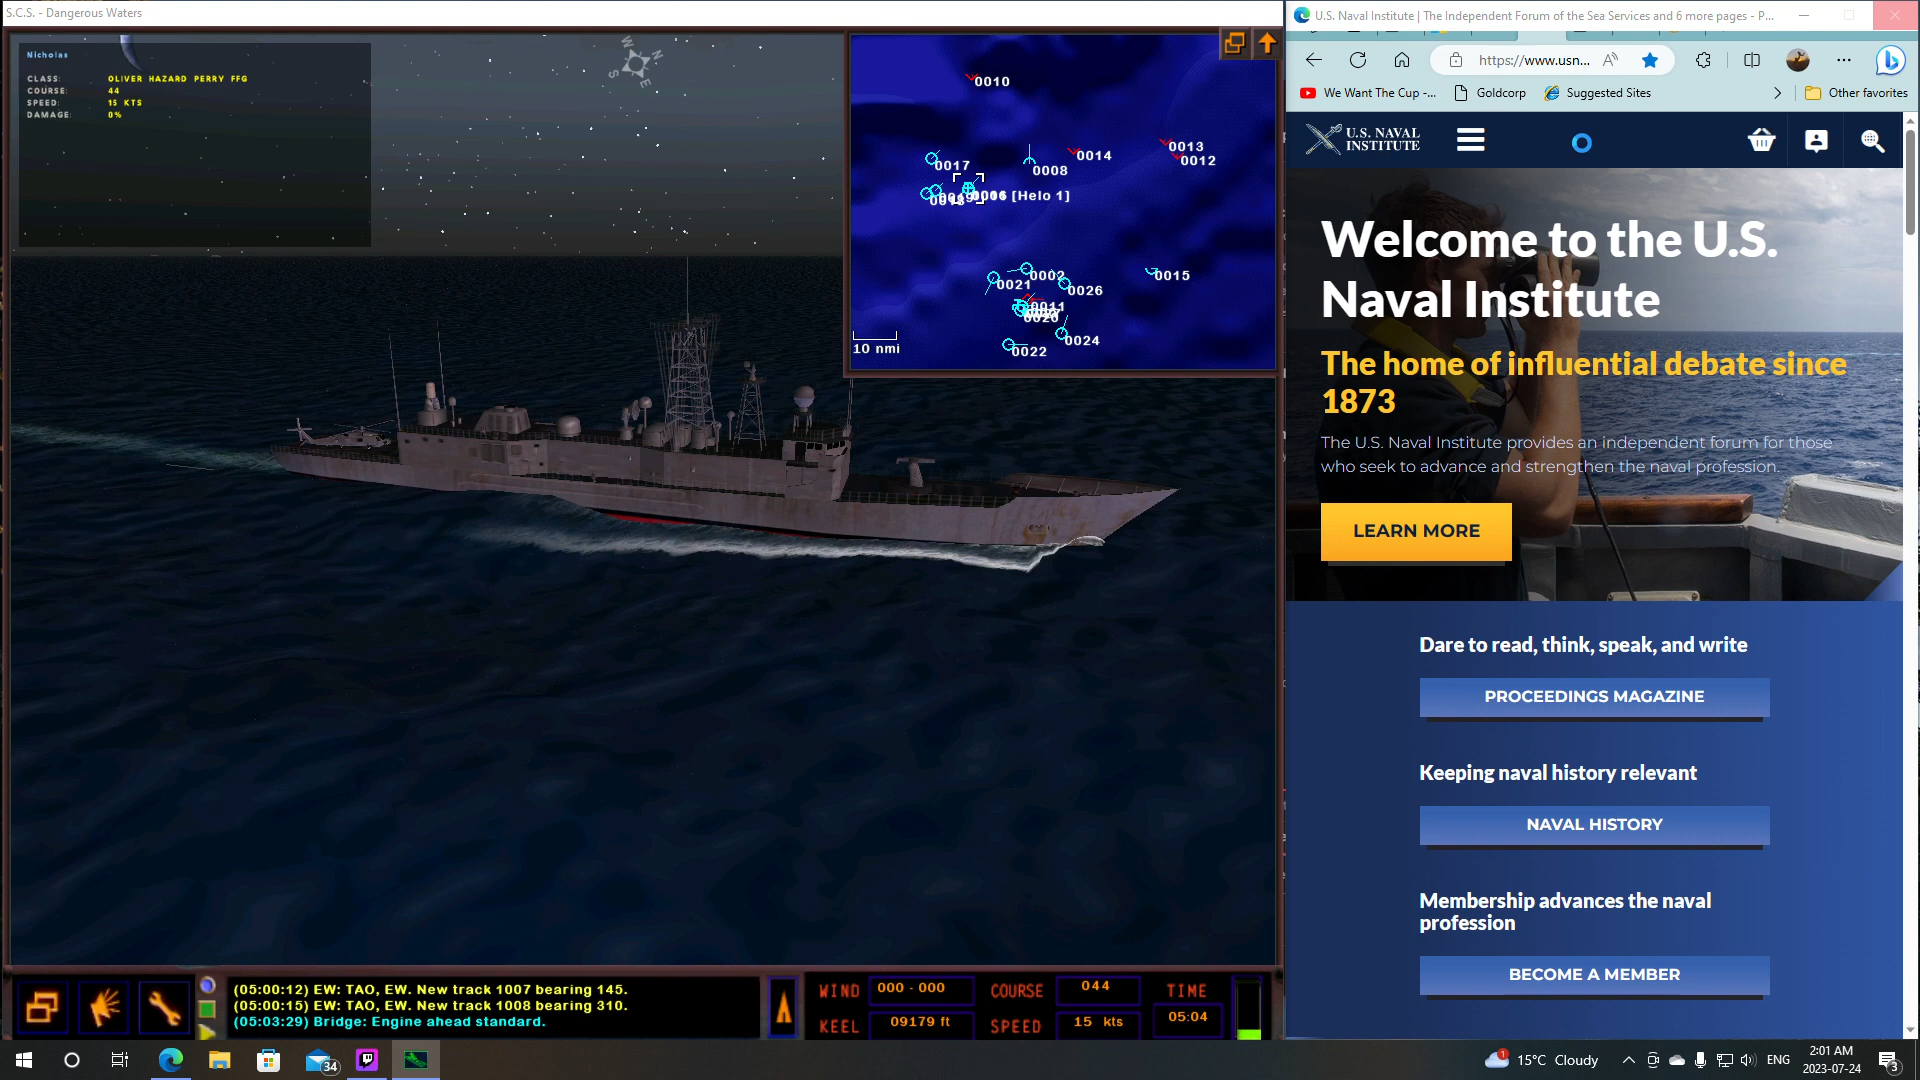 S.C.S. - Dangerous Waters
Nicholas
CLASS: OLIVER HAZARD PERRY FFG
COURSE: 44
SPEED: 15 KTS
DAMAGE: 0%
W N
S E
0010
0013
0014
0012
0017
0008
[Helo 1]
0002
0015
0021
0026
0011
0024
0022
10 nmi
(05:00:12) EW: TAO, EW. New track 1007 bearing 145.
(05:00:15) EW: TAO, EW. New track 1008 bearing 310.
(05:03:29) Bridge: Engine ahead standard.
WIND 000 - 000 COURSE 044 TIME
KEEL 09179 ft SPEED 15 kts 05:04
U.S. Naval Institute | The Independent Forum of the Sea Services and 6 more pages - P...
https://www.usn...
We Want The Cup -... Goldcorp Suggested Sites Other favorites
U.S. NAVAL
INSTITUTE
Welcome to the U.S.
Naval Institute
The home of influential debate since
1873
The U.S. Naval Institute provides an independent forum for those
who seek to advance and strengthen the naval profession.
LEARN MORE
Dare to read, think, speak, and write
PROCEEDINGS MAGAZINE
Keeping naval history relevant
NAVAL HISTORY
Membership advances the naval
profession
BECOME A MEMBER
34
1
15°C Cloudy
ENG
2:01 AM
2023-07-24
3